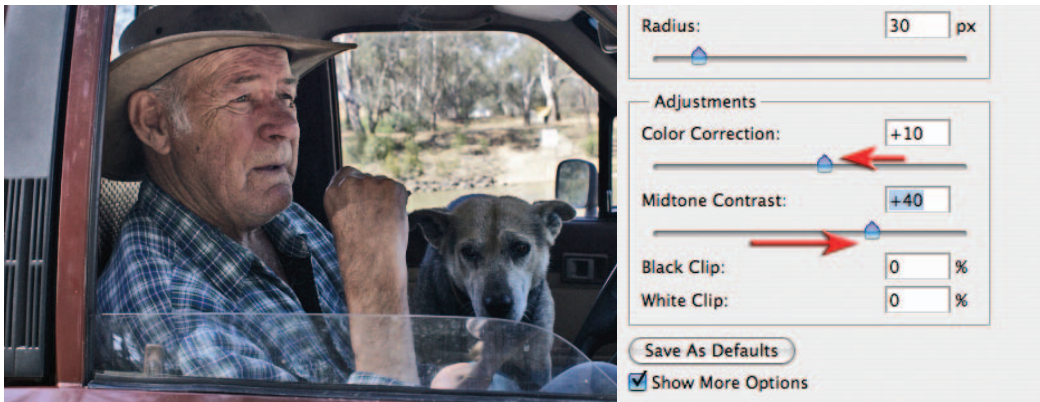 Radius: 30 px
Adjustments
Color Correction: +10
Midtone Contrast: +40
Black Clip: 0 %
White Clip: 0 %
Save As Defaults
Show More Options